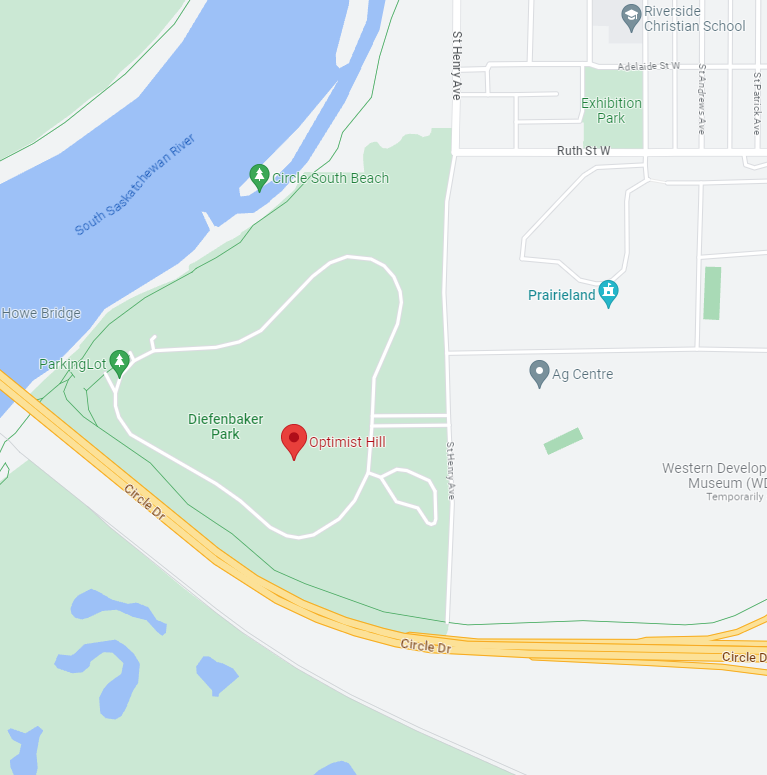 Riverside
Christian School
St Henry Ave
Adelaide St W
St Andrews Ave
St Patrick Ave
Exhibition
Park
Ruth St W
South Saskatchewan River
Circle South Beach
Prairieland
Howe Bridge
ParkingLot
Ag Centre
Diefenbaker
Park
Optimist Hill
St Henry Ave
Western Develop
Museum (WD
Temporarily
Circle Dr
Circle Dr
Circle D